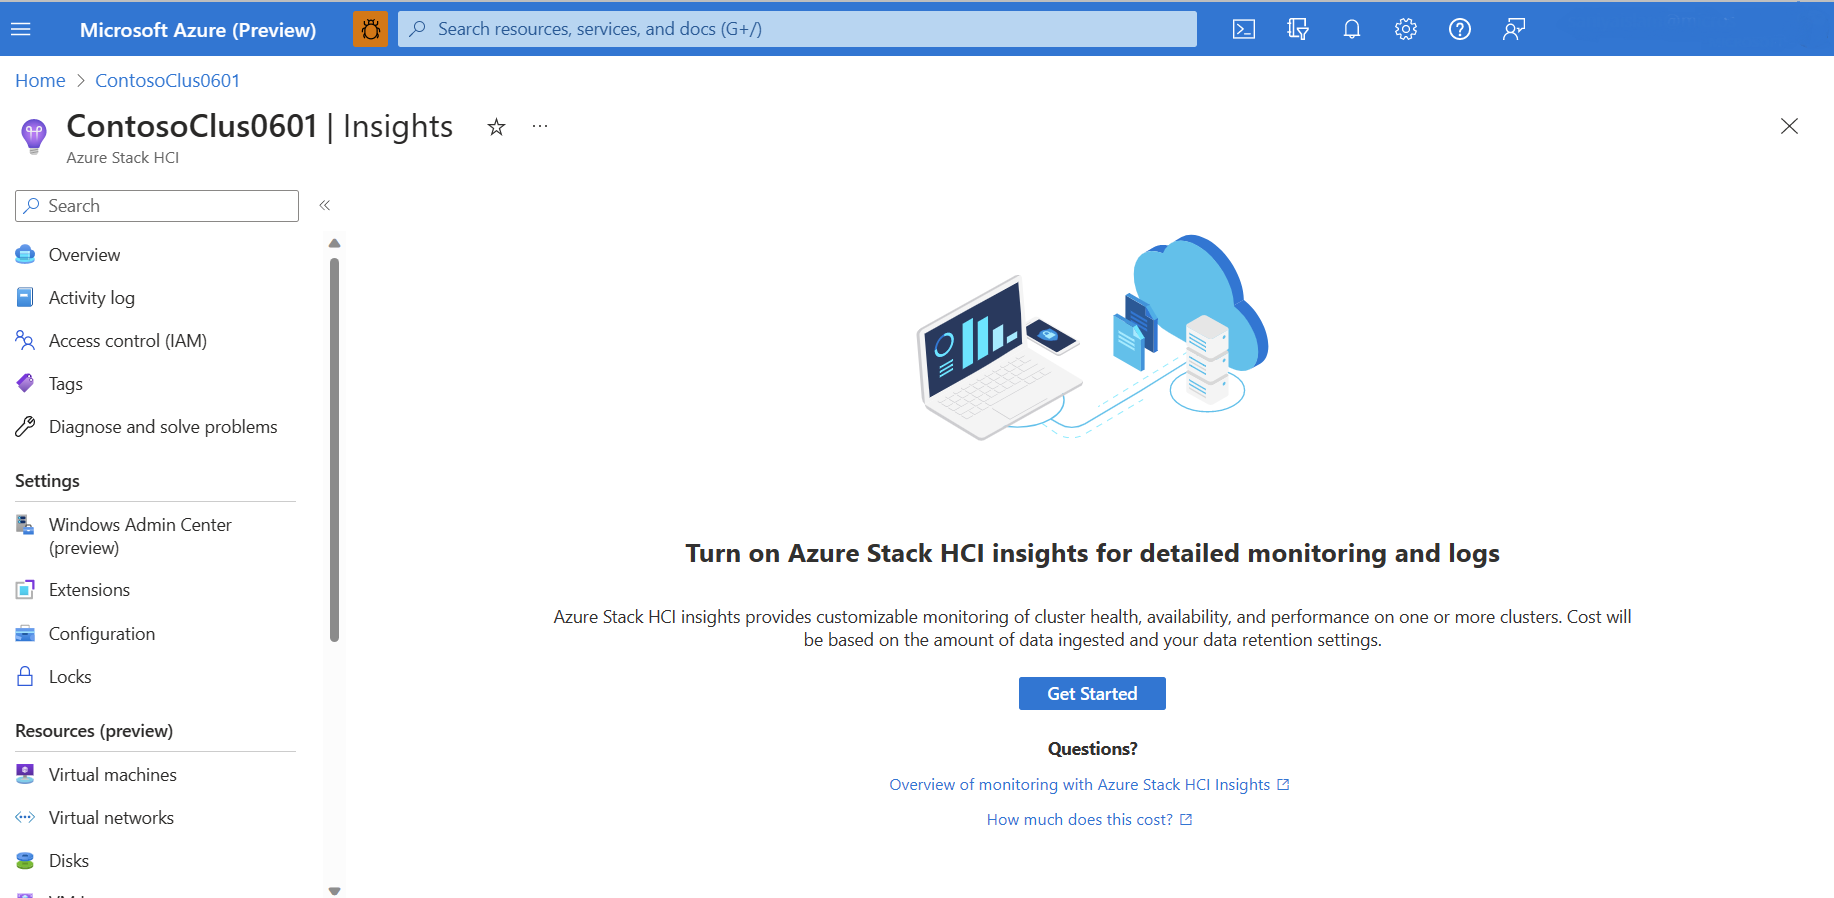 Microsoft Azure (Preview)
Search resources, services, and docs (G+/)
Home > ContosoClus0601
ContosoClus0601 | Insights
Azure Stack HCI
Search
Overview
Activity log
Access control (IAM)
Tags
Diagnose and solve problems
Settings
Windows Admin Center
(preview)
Extensions
Configuration
Locks
Resources (preview)
Virtual machines
Virtual networks
Disks
Turn on Azure Stack HCI insights for detailed monitoring and logs
Azure Stack HCI insights provides customizable monitoring of cluster health, availability, and performance on one or more clusters. Cost will
be based on the amount of data ingested and your data retention settings.
Get Started
Questions?
Overview of monitoring with Azure Stack HCI Insights
How much does this cost?